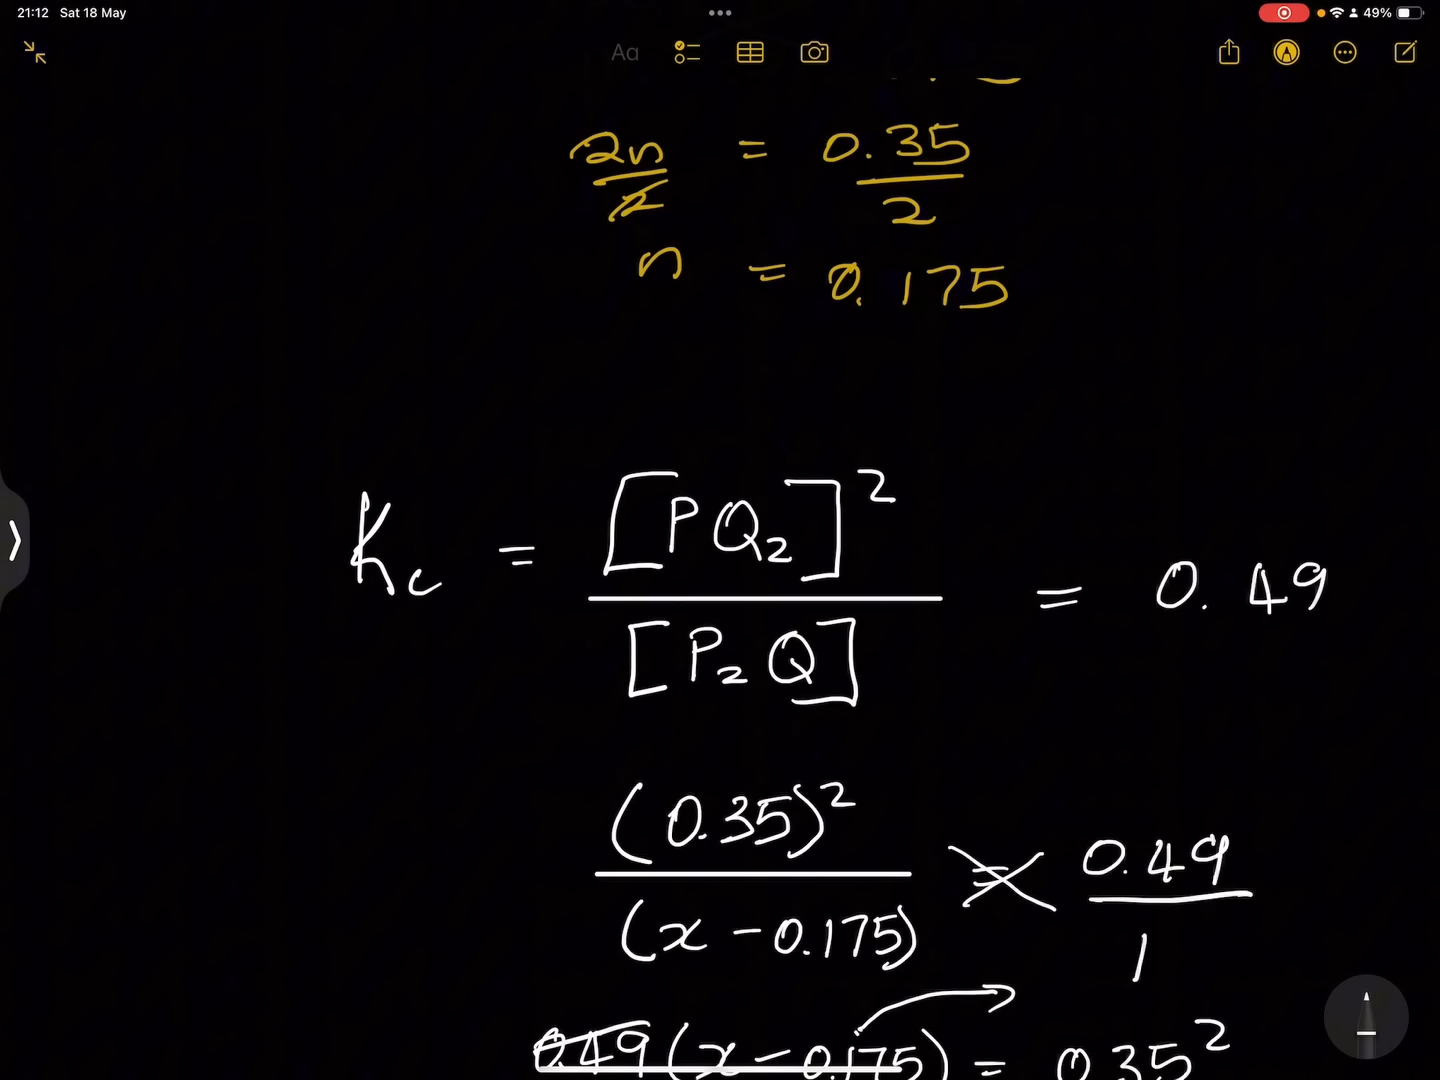 21:12 Sat 18 May
49%
Aa
2n/2 = 0.35/2
n = 0.175
Kc = [PQ2]² / [P2Q] = 0.49
(0.35)² / (x - 0.175) = 0.49/1
0.49(x - 0.175) = 0.35²